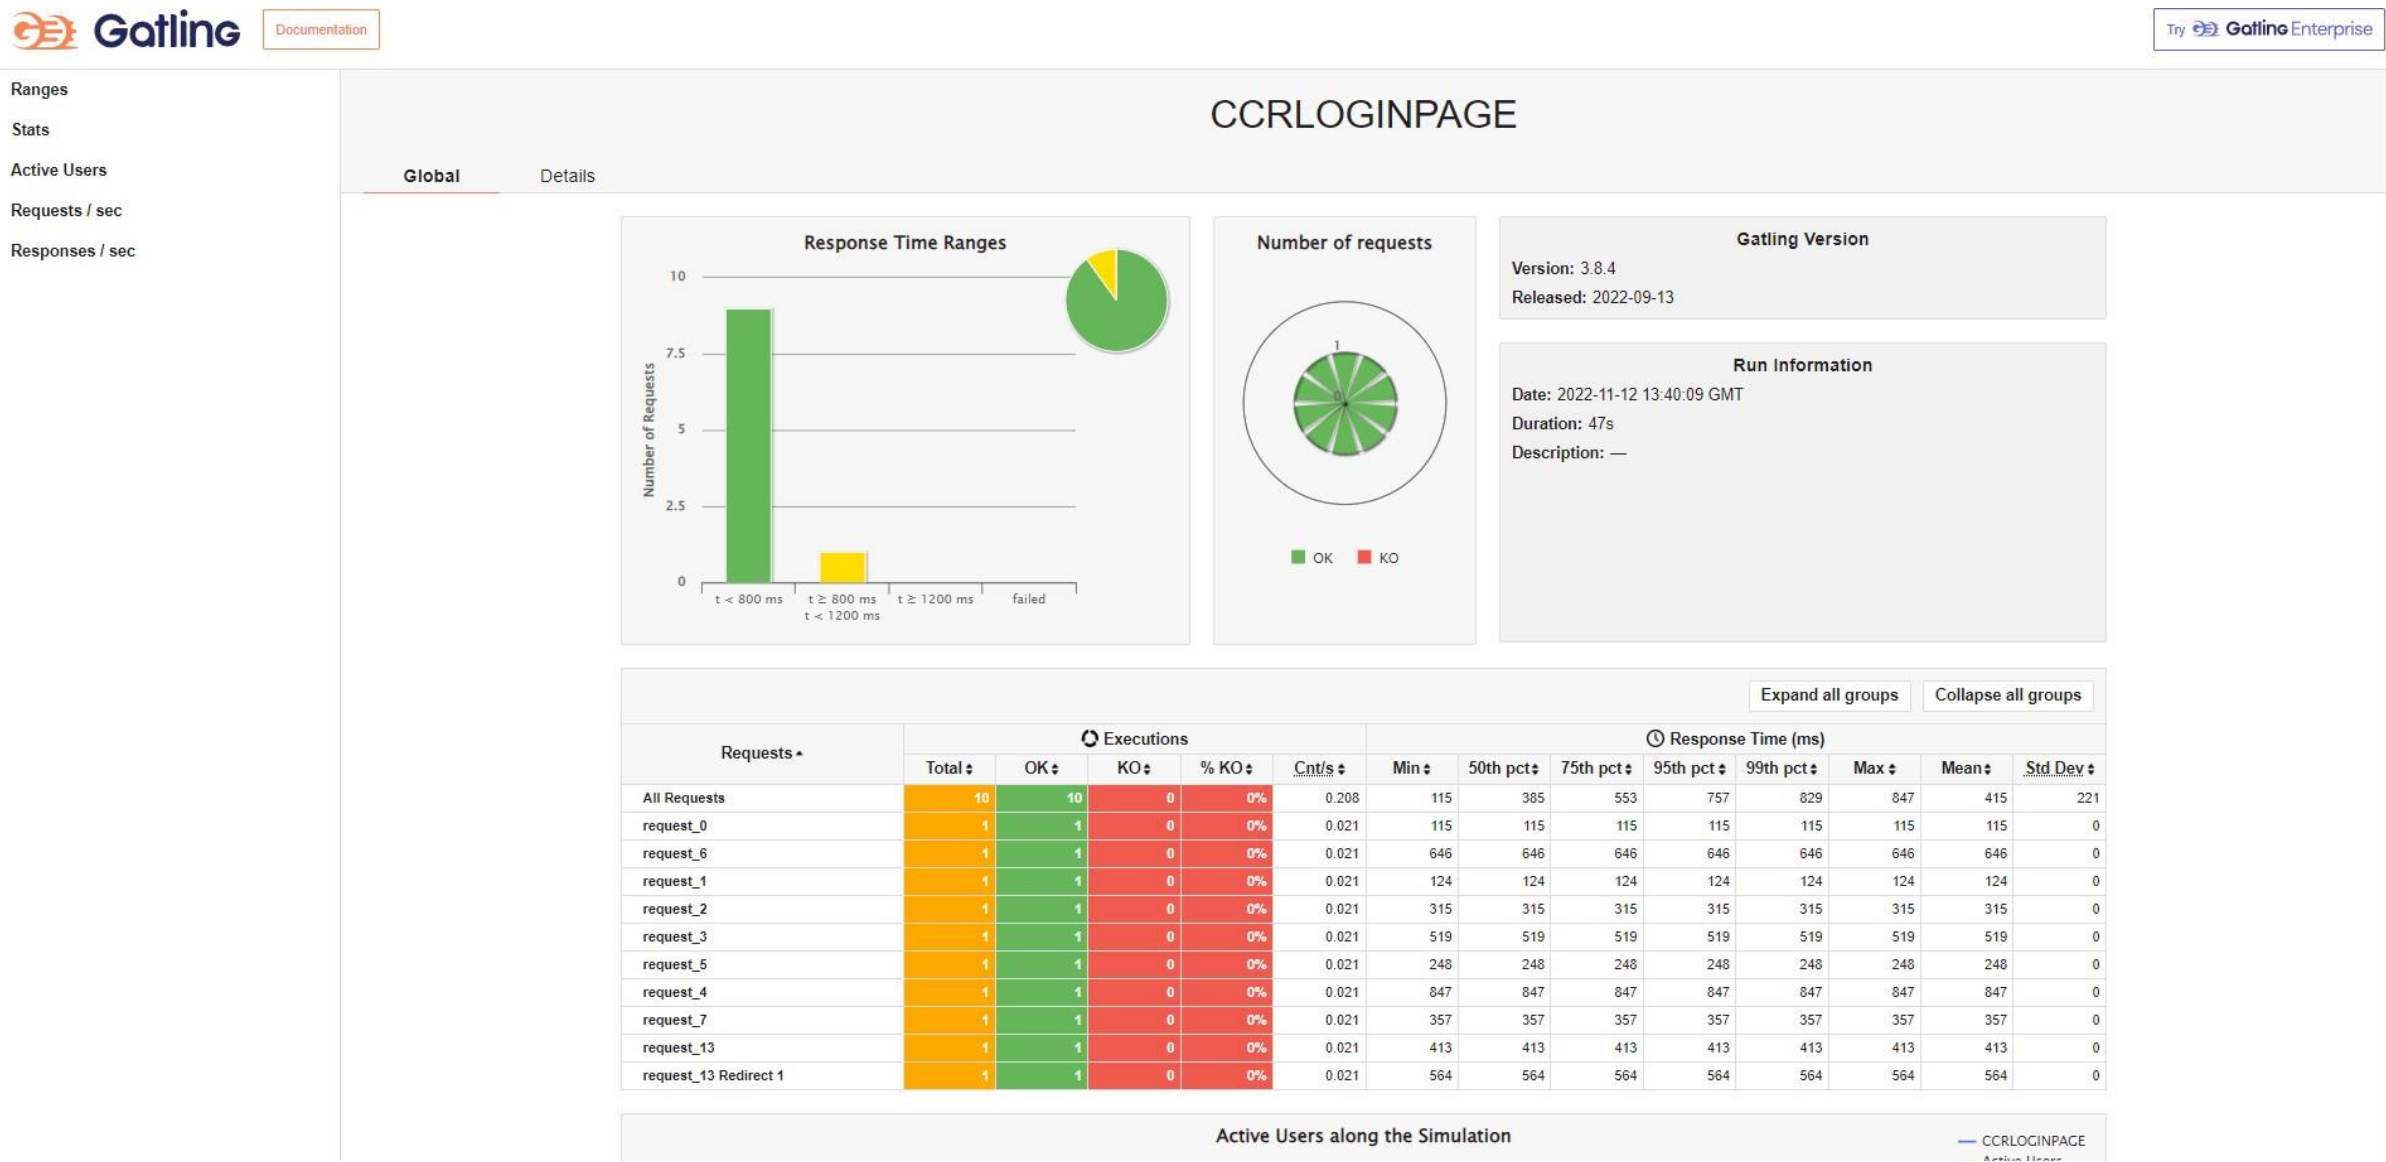 Gatling
Documentation
Try Gatling Enterprise
Ranges
Stats
Active Users
Requests / sec
Responses / sec
CCRLOGINPAGE
Global Details
Response Time Ranges
10
7.5
5
2.5
0
Number of Requests
t < 800 ms
t ≥ 800 ms
t < 1200 ms
t ≥ 1200 ms
failed
Number of requests
1
0
OK KO
Gatling Version
Version: 3.8.4
Released: 2022-09-13
Run Information
Date: 2022-11-12 13:40:09 GMT
Duration: 47s
Description: —
Expand all groups Collapse all groups
Requests Executions Response Time (ms)
Total OK KO % KO Cnt/s Min 50th pct 75th pct 95th pct 99th pct Max Mean Std Dev
All Requests 10 10 0 0% 0.208 115 385 553 757 829 847 415 221
request_0 1 1 0 0% 0.021 115 115 115 115 115 115 115 0
request_6 1 1 0 0% 0.021 646 646 646 646 646 646 646 0
request_1 1 1 0 0% 0.021 124 124 124 124 124 124 124 0
request_2 1 1 0 0% 0.021 315 315 315 315 315 315 315 0
request_3 1 1 0 0% 0.021 519 519 519 519 519 519 519 0
request_5 1 1 0 0% 0.021 248 248 248 248 248 248 248 0
request_4 1 1 0 0% 0.021 847 847 847 847 847 847 847 0
request_7 1 1 0 0% 0.021 357 357 357 357 357 357 357 0
request_13 1 1 0 0% 0.021 413 413 413 413 413 413 413 0
request_13 Redirect 1 1 1 0 0% 0.021 564 564 564 564 564 564 564 0
Active Users along the Simulation
CCRLOGINPAGE
Active Users